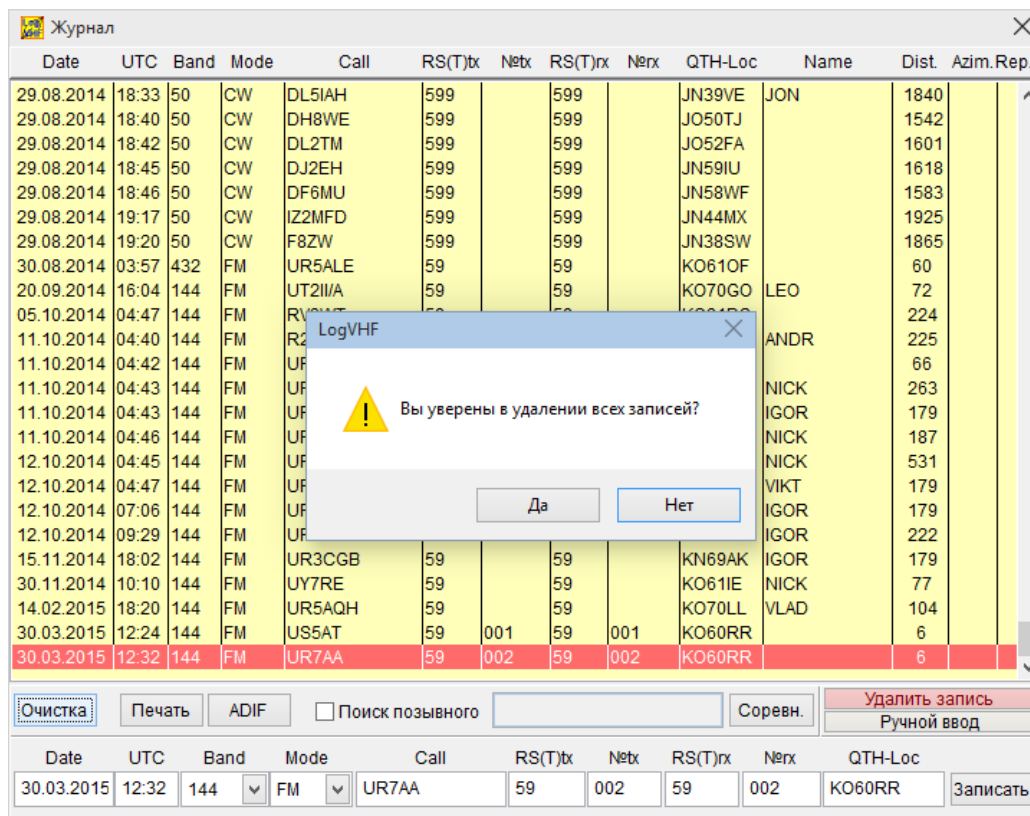 Журнал
Date UTC Band Mode Call RS(T)tx №tx RS(T)rx №rx QTH-Loc Name Dist. Azim. Rep.
29.08.2014 18:33 50 CW DL5IAH 599 599 JN39VE JON 1840
29.08.2014 18:40 50 CW DH8WE 599 599 JO50TJ 1542
29.08.2014 18:42 50 CW DL2TM 599 599 JO52FA 1601
29.08.2014 18:45 50 CW DJ2EH 599 599 JN59IU 1618
29.08.2014 18:46 50 CW DF6MU 599 599 JN58WF 1583
29.08.2014 19:17 50 CW IZ2MFD 599 599 JN44MX 1925
29.08.2014 19:20 50 CW F8ZW 599 599 JN38SW 1865
30.08.2014 03:57 432 FM UR5ALE 59 59 KO61OF 60
20.09.2014 16:04 144 FM UT2II/A 59 59 KO70GO LEO 72
05.10.2014 04:47 144 FM 224
11.10.2014 04:40 144 FM ANDR 225
11.10.2014 04:42 144 FM 66
11.10.2014 04:43 144 FM NICK 263
11.10.2014 04:43 144 FM IGOR 179
11.10.2014 04:46 144 FM NICK 187
12.10.2014 04:45 144 FM NICK 531
12.10.2014 04:47 144 FM VIKT 179
12.10.2014 07:06 144 FM IGOR 179
12.10.2014 09:29 144 FM IGOR 222
15.11.2014 18:02 144 FM UR3CGB 59 59 KN69AK IGOR 179
30.11.2014 10:10 144 FM UY7RE 59 59 KO61IE NICK 77
14.02.2015 18:20 144 FM UR5AQH 59 59 KO70LL VLAD 104
30.03.2015 12:24 144 FM US5AT 59 001 59 001 KO60RR 6
30.03.2015 12:32 144 FM UR7AA 59 002 59 002 KO60RR 6
LogVHF
Вы уверены в удалении всех записей?
Да Нет
Очистка Печать ADIF Поиск позывного Соревн. Удалить запись
Ручной ввод
Date UTC Band Mode Call RS(T)tx №tx RS(T)rx №rx QTH-Loc
30.03.2015 12:32 144 FM UR7AA 59 002 59 002 KO60RR Записать